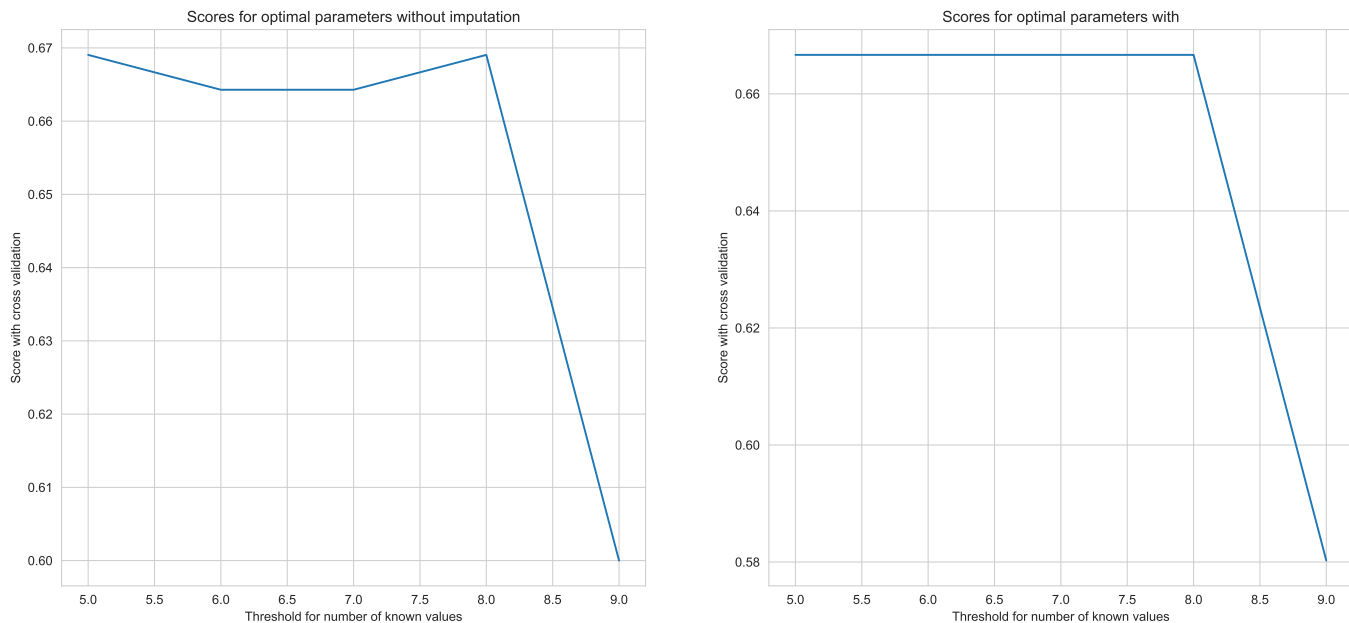 Scores for optimal parameters without imputation
Score with cross validation
0.67
0.66
0.65
0.64
0.63
0.62
0.61
0.60
5.0 5.5 6.0 6.5 7.0 7.5 8.0 8.5 9.0
Threshold for number of known values
Scores for optimal parameters with
Score with cross validation
0.66
0.64
0.62
0.60
0.58
5.0 5.5 6.0 6.5 7.0 7.5 8.0 8.5 9.0
Threshold for number of known values